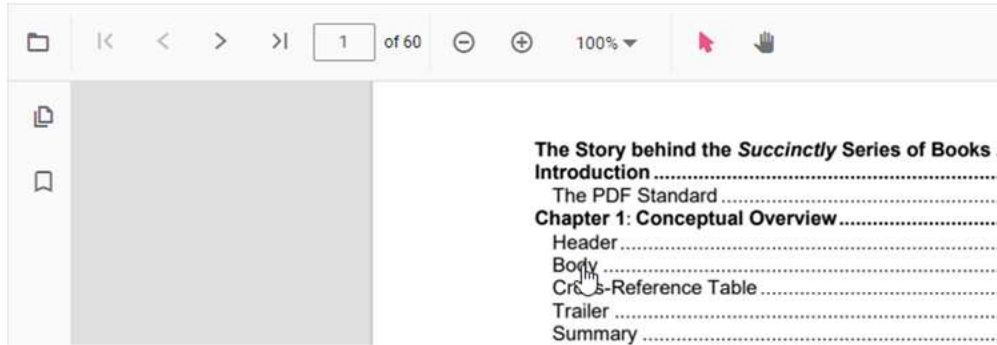 1 of 60 100%
The Story behind the Succinctly Series of Books .
Introduction ..........................................................................
The PDF Standard ..........................................................................
Chapter 1: Conceptual Overview ..........................................................
Header ..........................................................................
Body ..........................................................................
Cross-Reference Table ..........................................................
Trailer ..........................................................................
Summary ..........................................................................